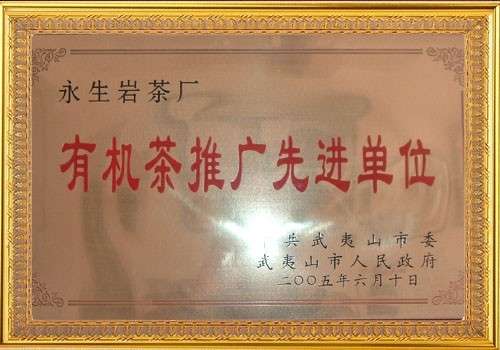 永生岩茶厂
有机茶推广先进单位
共武夷山市委
武夷山市人民政府
二〇〇五年六月十日